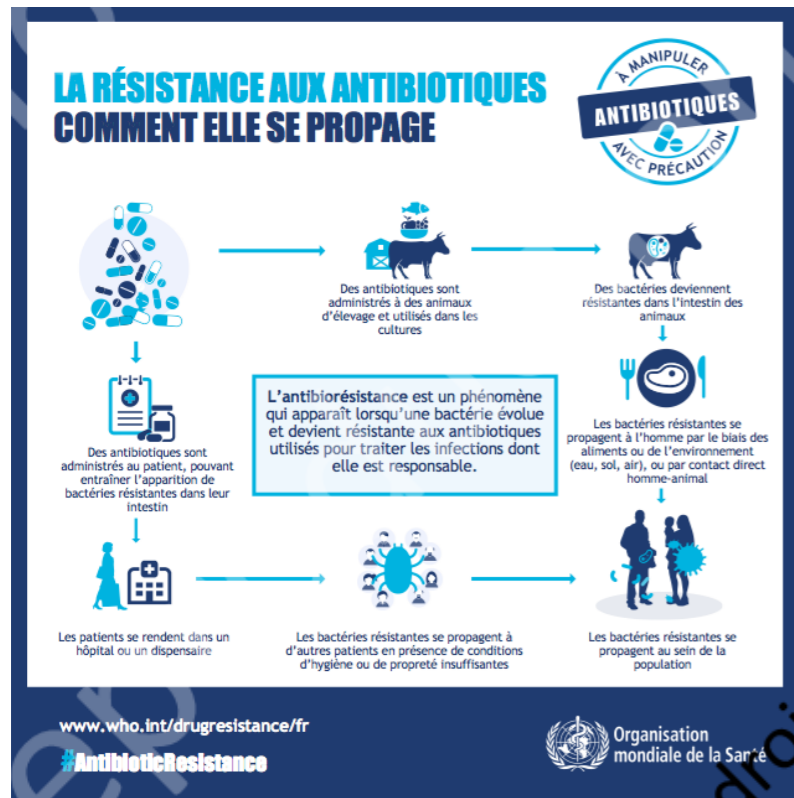 LA RÉSISTANCE AUX ANTIBIOTIQUES
COMMENT ELLE SE PROPAGE
À MANIPULER
ANTIBIOTIQUES
AVEC PRÉCAUTION
Des antibiotiques sont
administrés à des animaux
d'élevage et utilisés dans les
cultures
Des bactéries deviennent
résistantes dans l'intestin des
animaux
Des antibiotiques sont
administrés au patient, pouvant
entraîner l'apparition de
bactéries résistantes dans leur
intestin
L'antibiorésistance est un phénomène
qui apparaît lorsqu'une bactérie évolue
et devient résistante aux antibiotiques
utilisés pour traiter les infections dont
elle est responsable.
Les bactéries résistantes se
propagent à l'homme par le biais des
aliments ou de l'environnement
(eau, sol, air), ou par contact direct
homme-animal
Les patients se rendent dans un
hôpital ou un dispensaire
Les bactéries résistantes se propagent à
d'autres patients en présence de conditions
d'hygiène ou de propreté insuffisantes
Les bactéries résistantes se
propagent au sein de la
population
www.who.int/drugresistance/fr
#AntibioticResistance
Organisation
mondiale de la Santé